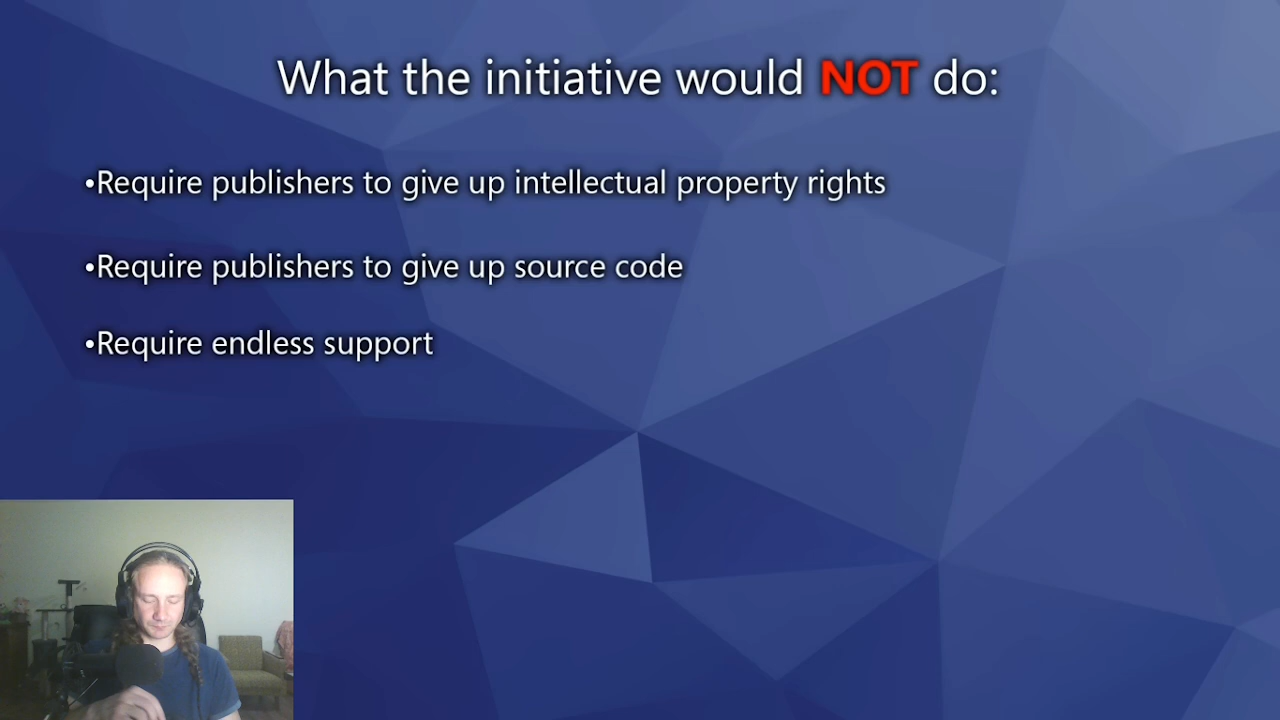 What the initiative would NOT do:
•Require publishers to give up intellectual property rights
•Require publishers to give up source code
•Require endless support